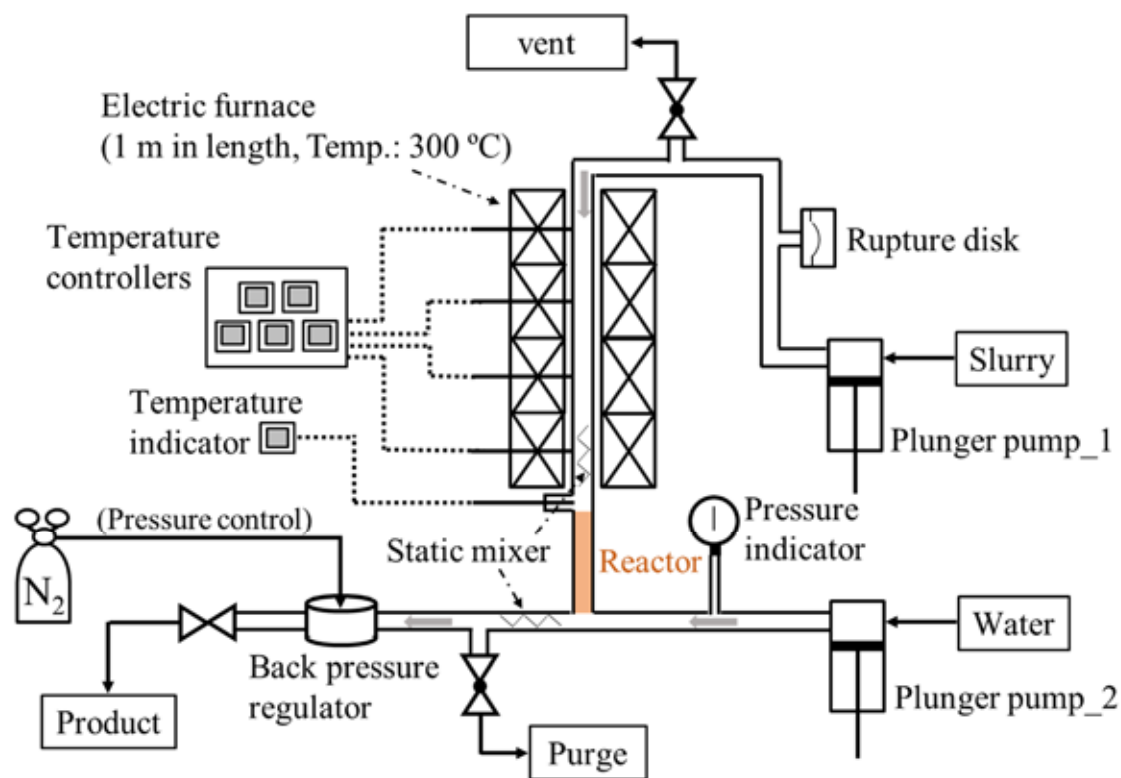 vent
Electric furnace
(1 m in length, Temp.: 300 ºC)
Temperature
controllers
Rupture disk
Slurry
Plunger pump_1
Temperature
indicator
(Pressure control)
N2
Static mixer
Reactor
Pressure
indicator
Water
Back pressure
regulator
Plunger pump_2
Product
Purge